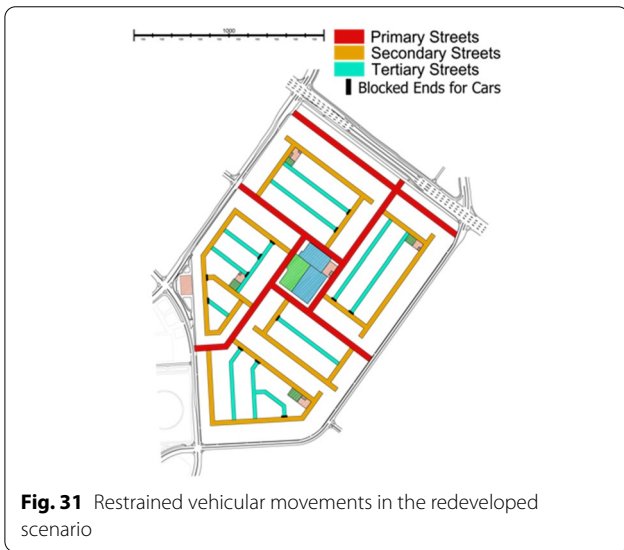 1000
Primary Streets
Secondary Streets
Tertiary Streets
Blocked Ends for Cars
Fig. 31 Restrained vehicular movements in the redeveloped
scenario